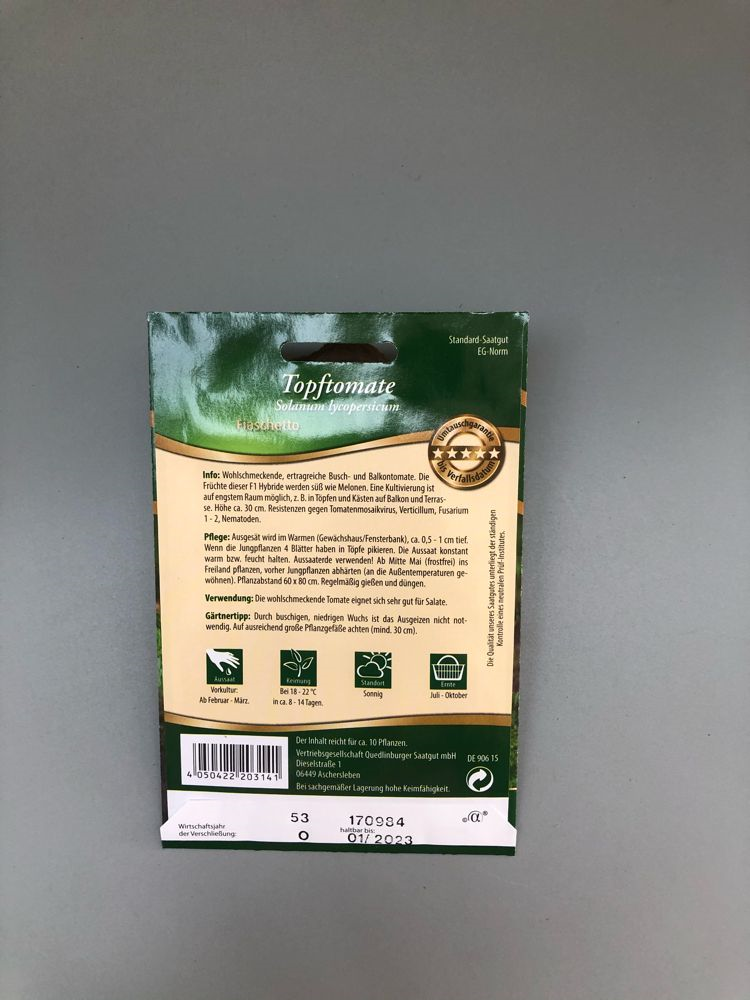 Standard-Saatgut
EG-Norm
Topftomate
Solanum lycopersicum
Fiaschetto
Umtauschgarantie
bis Verfallsdatum
Info: Wohlschmeckende, ertragreiche Busch- und Balkontomate. Die
Früchte dieser F1 Hybride werden süß wie Melonen. Eine Kultivierung ist
auf engstem Raum möglich, z. B. in Töpfen und Kästen auf Balkon und Terras-
se. Höhe ca. 30 cm. Resistenzen gegen Tomatenmosaikvirus, Verticillum, Fusarium
1 - 2, Nematoden.
Pflege: Ausgesät wird im Warmen (Gewächshaus/Fensterbank), ca. 0,5 - 1 cm tief.
Wenn die Jungpflanzen 4 Blätter haben in Töpfe pikieren. Die Aussaat konstant
warm bzw. feucht halten. Aussaaterde verwenden! Ab Mitte Mai (frostfrei) ins
Freiland pflanzen, vorher Jungpflanzen abhärten (an die Außentemperaturen ge-
wöhnen). Pflanzabstand 60 x 80 cm. Regelmäßig gießen und düngen.
Verwendung: Die wohlschmeckende Tomate eignet sich sehr gut für Salate.
Gärtnertipp: Durch buschigen, niedrigen Wuchs ist das Ausgeizen nicht not-
wendig. Auf ausreichend große Pflanzgefäße achten (mind. 30 cm).
Die Qualität unseres Saatgutes unterliegt der ständigen
Kontrolle eines neutralen Prüf-Institutes.
Aussaat
Vorkultur:
Ab Februar - März.
Keimung
Bei 18 - 22 °C
in ca. 8 - 14 Tagen.
Standort
Sonnig
Ernte
Juli - Oktober
4 050422 203141
Der Inhalt reicht für ca. 10 Pflanzen.
Vertriebsgesellschaft Quedlinburger Saatgut mbH
Dieselstraße 1
06449 Aschersleben
Bei sachgemäßer Lagerung hohe Keimfähigkeit.
DE 906 15
Wirtschaftsjahr
der Verschließung:
53
O
170984
haltbar bis:
01/2023
©α®